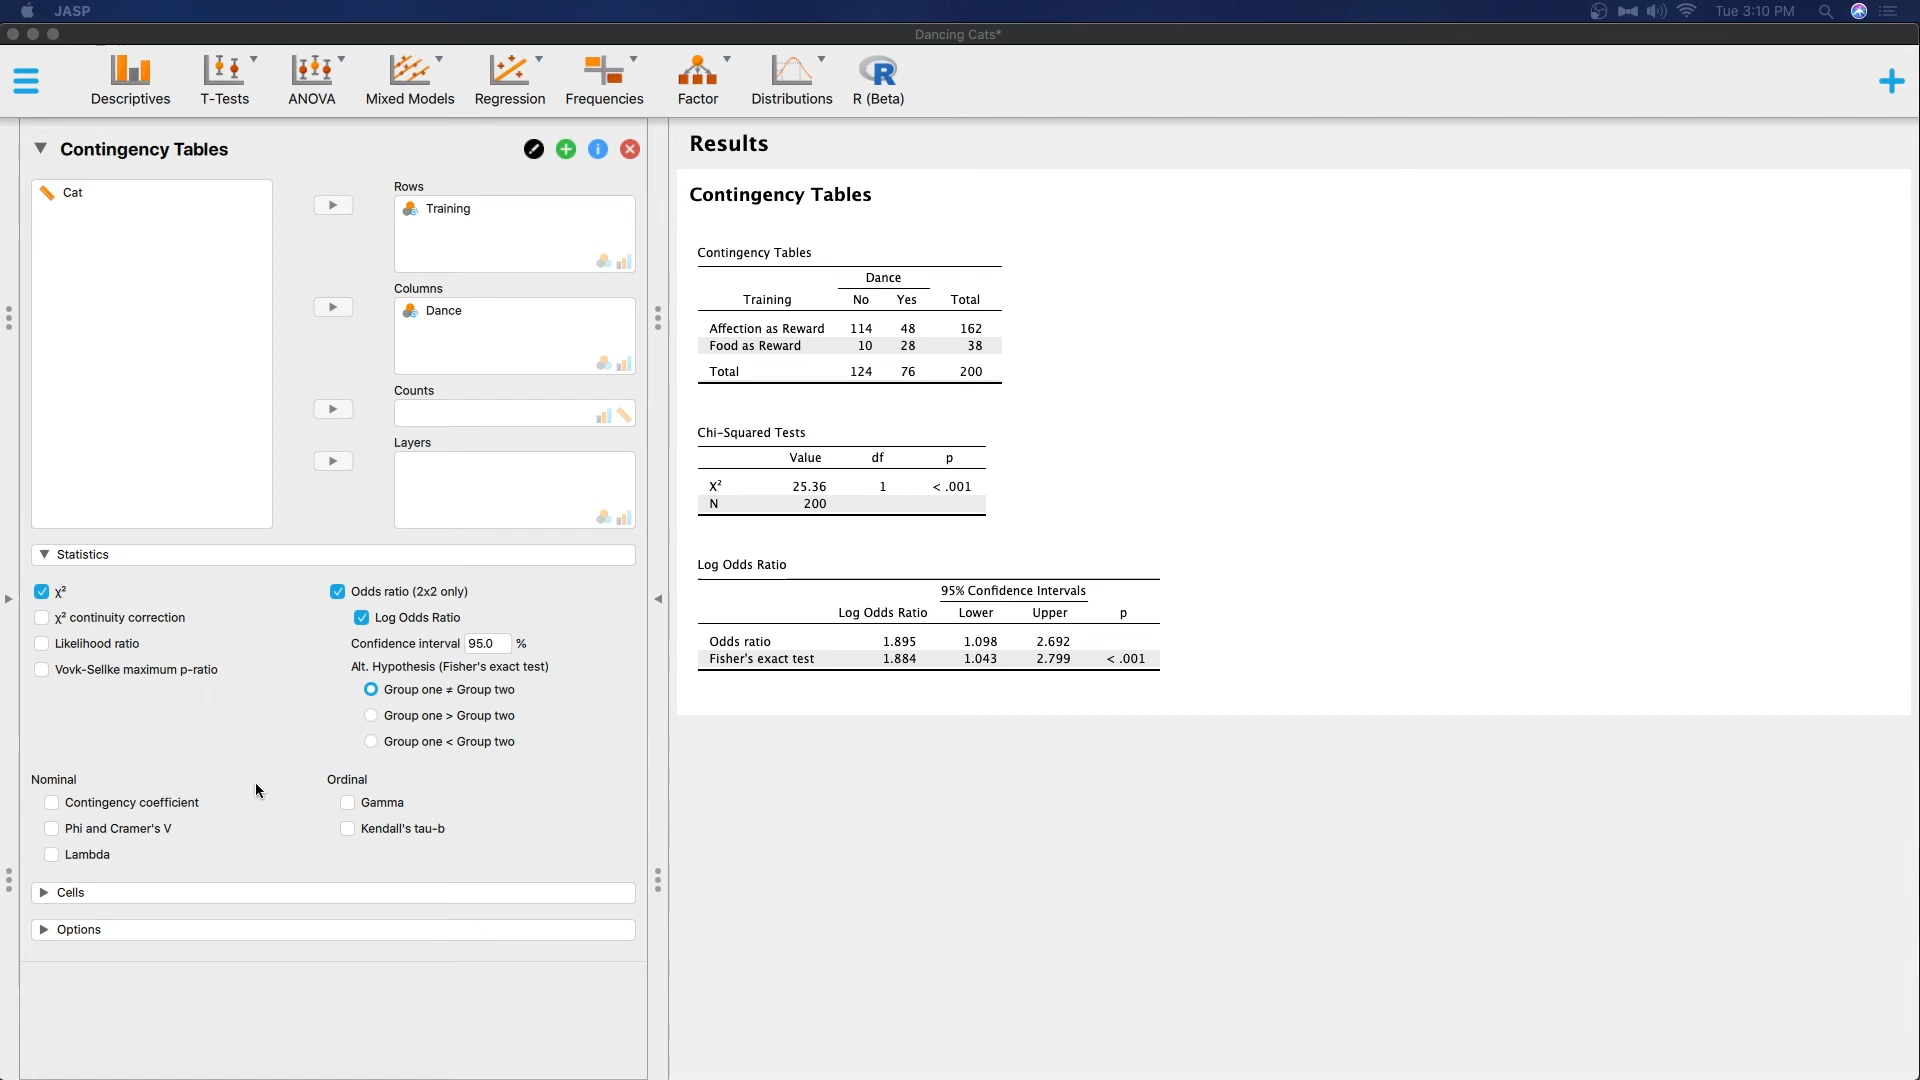 JASP
Tue 3:10 PM
Dancing Cats*
Descriptives
T-Tests
ANOVA
Mixed Models
Regression
Frequencies
Factor
Distributions
R (Beta)
Contingency Tables
Cat
Rows
Training
Columns
Dance
Counts
Layers
Statistics
χ²
χ² continuity correction
Likelihood ratio
Vovk-Sellke maximum p-ratio
Odds ratio (2x2 only)
Log Odds Ratio
Confidence interval 95.0 %
Alt. Hypothesis (Fisher's exact test)
Group one ≠ Group two
Group one > Group two
Group one < Group two
Nominal
Contingency coefficient
Phi and Cramer's V
Lambda
Ordinal
Gamma
Kendall's tau-b
Cells
Options
Results
Contingency Tables
Contingency Tables
Dance
Training No Yes Total
Affection as Reward 114 48 162
Food as Reward 10 28 38
Total 124 76 200
Chi-Squared Tests
Value df p
X² 25.36 1 < .001
N 200
Log Odds Ratio
95% Confidence Intervals
Log Odds Ratio Lower Upper p
Odds ratio 1.895 1.098 2.692
Fisher's exact test 1.884 1.043 2.799 < .001